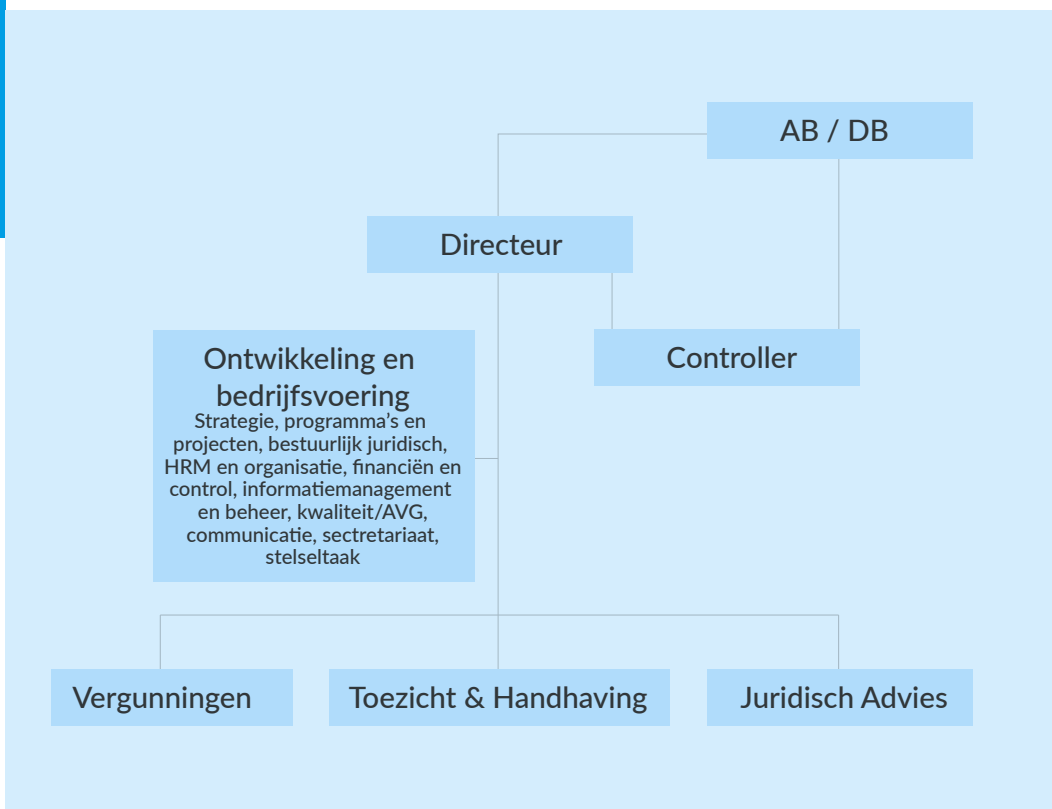 AB / DB
Directeur
Controller
Ontwikkeling en
bedrijfsvoering
Strategie, programma's en
projecten, bestuurlijk juridisch,
HRM en organisatie, financiën en
control, informatiemanagement
en beheer, kwaliteit/AVG,
communicatie, sectretariaat,
stelseltaak
Vergunningen
Toezicht & Handhaving
Juridisch Advies